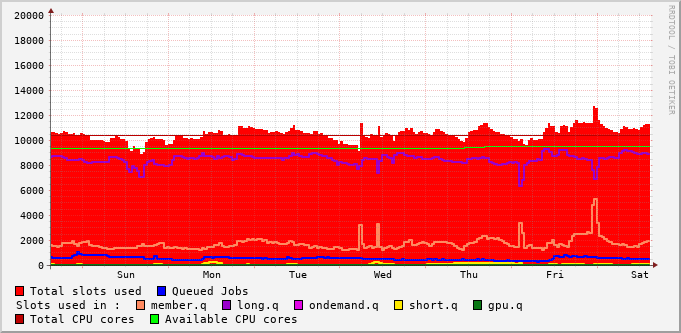 20000
18000
16000
14000
12000
10000
8000
6000
4000
2000
0
Sun Mon Tue Wed Thu Fri Sat
Total slots used Queued Jobs
Slots used in : member.q long.q ondemand.q short.q gpu.q
Total CPU cores Available CPU cores
RRDTOOL / TOBI OETIKER